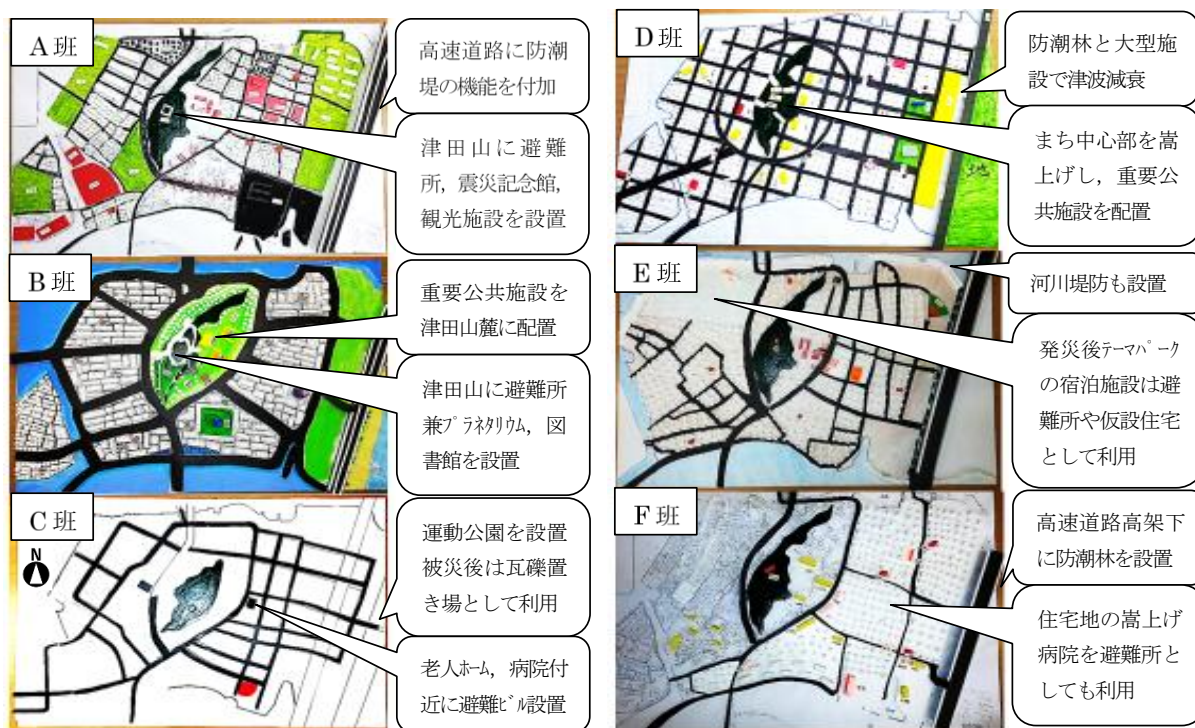 A 班
高速道路に防潮
堤の機能を付加
津田山に避難
所，震災記念館，
観光施設を設置
B 班
重要公共施設を
津田山麓に配置
津田山に避難所
兼ﾌﾟﾗﾈﾀﾘｳﾑ，図
書館を設置
C 班
N
運動公園を設置
被災後は瓦礫置
き場として利用
老人ﾎｰﾑ，病院付
近に避難ﾋﾞﾙ設置
D 班
防潮林と大型施
設で津波減衰
まち中心部を嵩
上げし，重要公
共施設を配置
地
E 班
河川堤防も設置
発災後ﾃｰﾏﾊﾟｰｸ
の宿泊施設は避
難所や仮設住宅
として利用
F 班
高速道路高架下
に防潮林を設置
住宅地の嵩上げ
病院を避難所と
しても利用